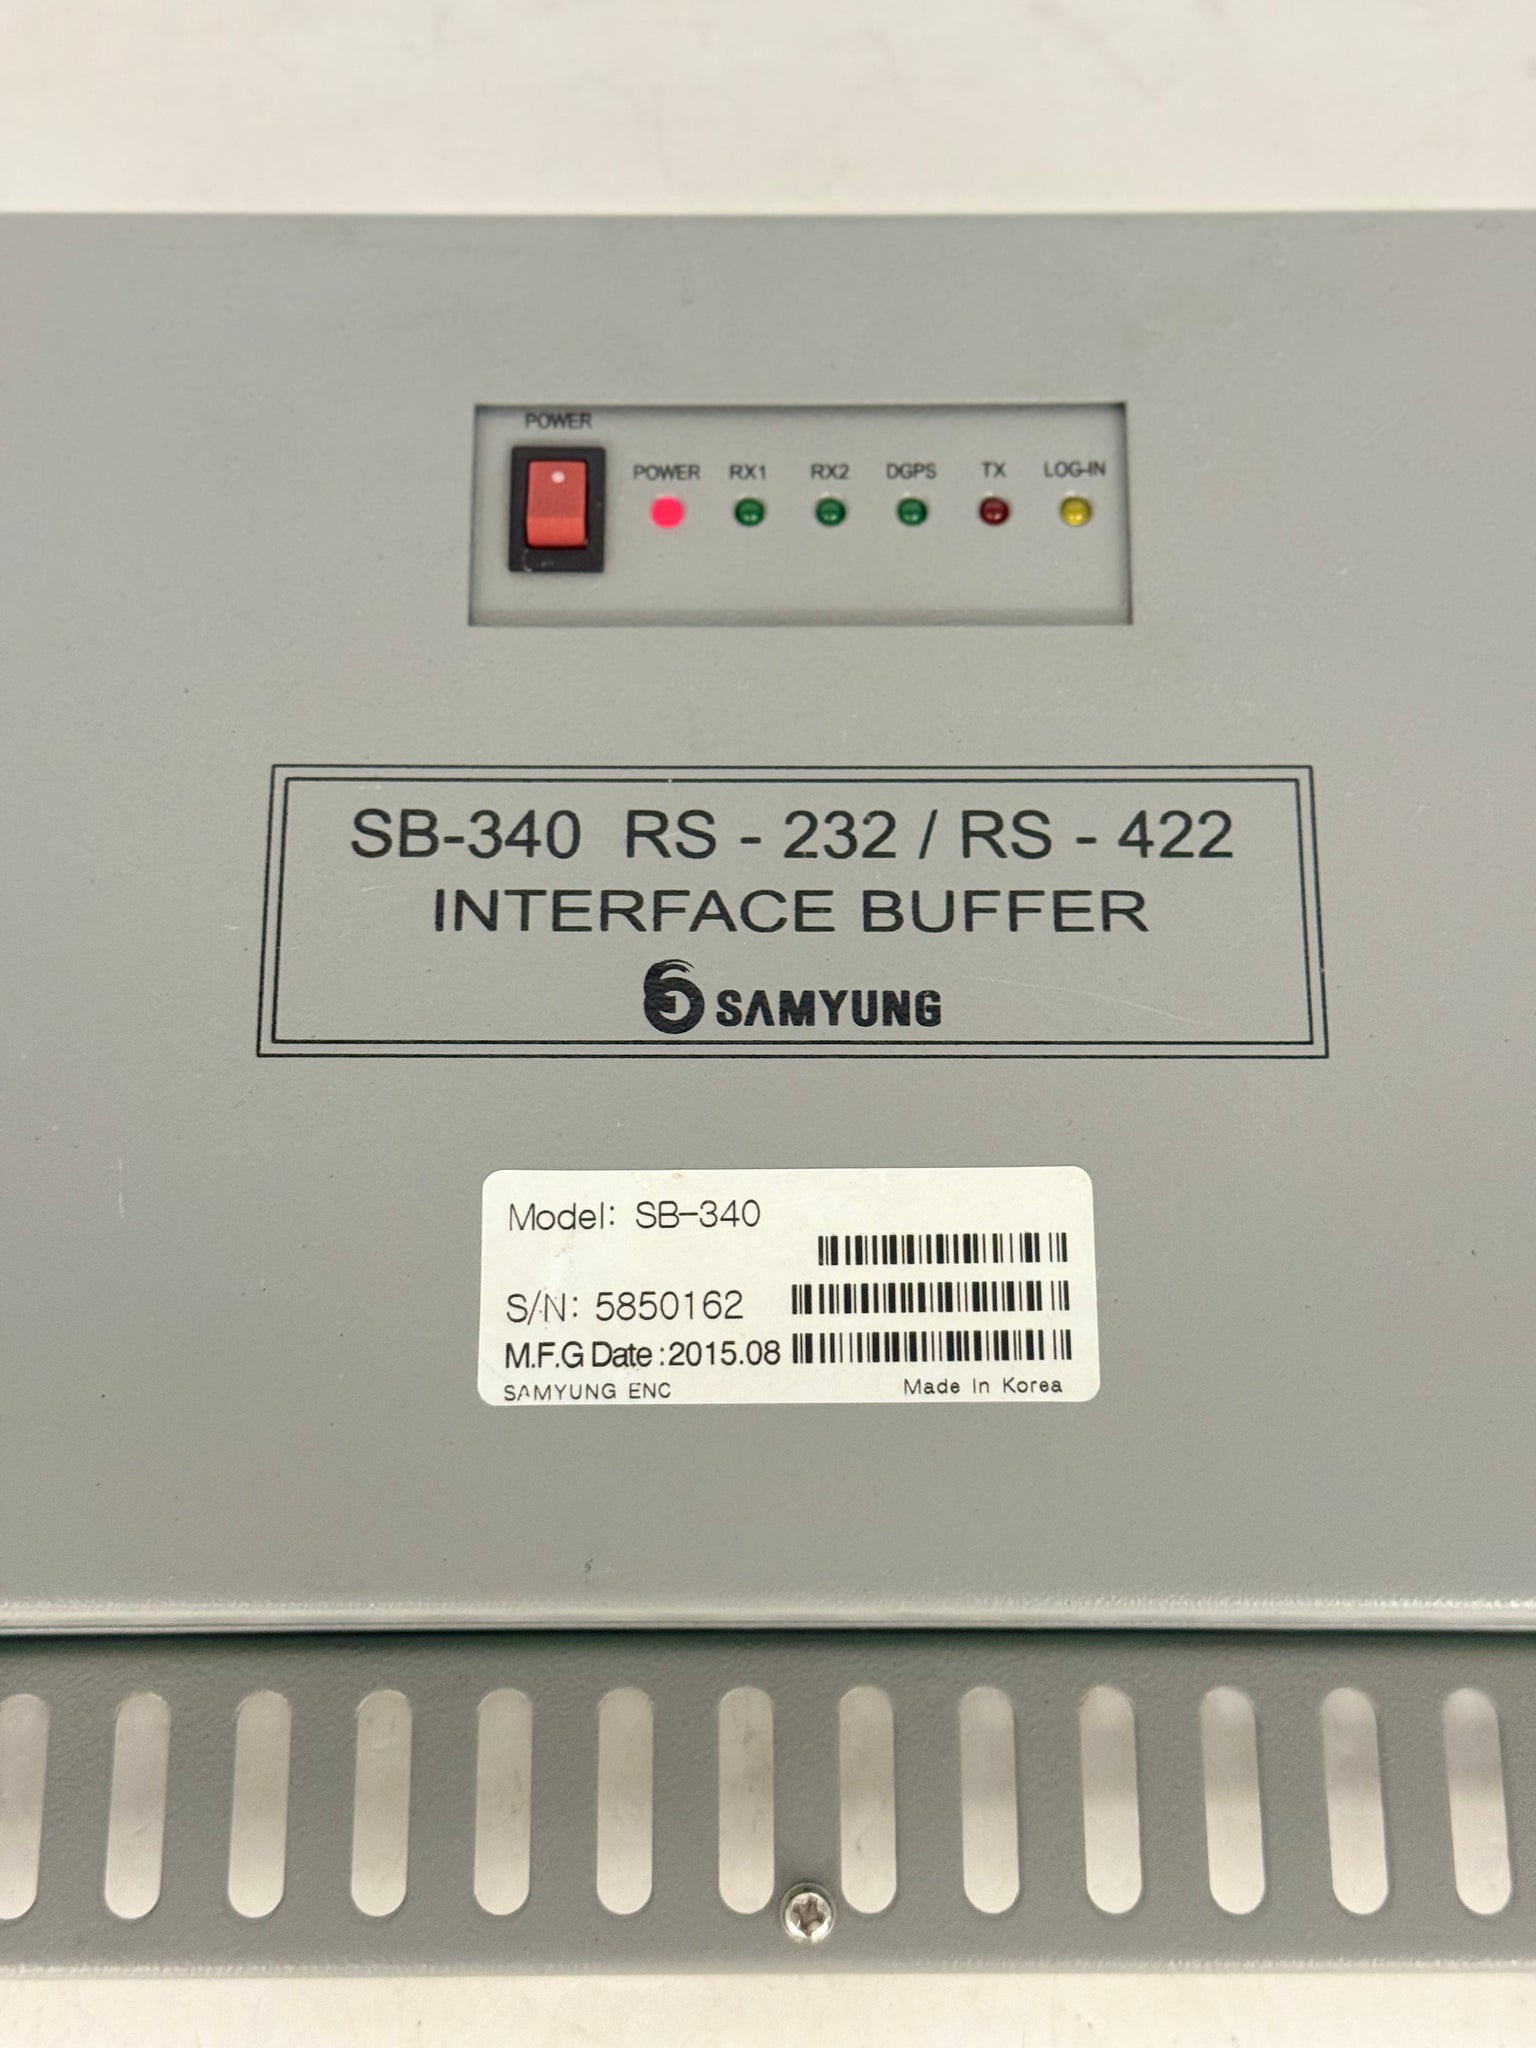 POWER
POWER RX1 RX2 DGPS TX LOG-IN
SB-340 RS - 232 / RS - 422
INTERFACE BUFFER
SAMYUNG
Model: SB-340
S/N: 5850162
M.F.G Date : 2015.08
SAMYUNG ENC Made In Korea